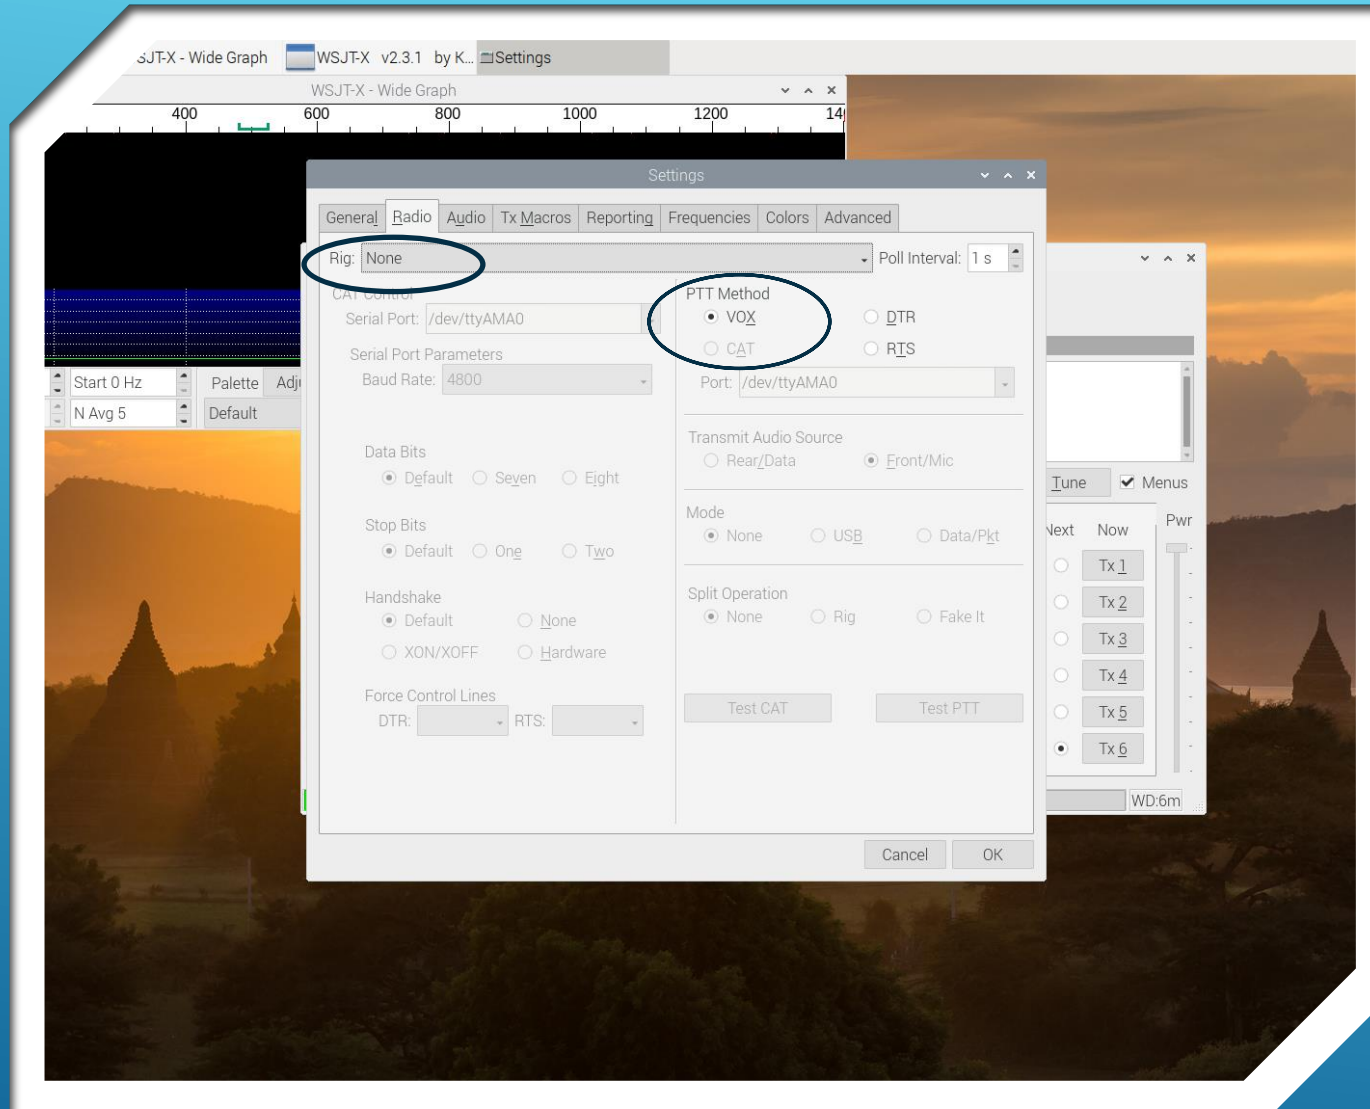 WSJT-X - Wide Graph
WSJT-X v2.3.1 by K...
Settings
WSJT-X - Wide Graph
400 600 800 1000 1200
Settings
General Radio Audio Tx Macros Reporting Frequencies Colors Advanced
Rig: None
Poll Interval: 1 s
CAT Control
Serial Port: /dev/ttyAMA0
Serial Port Parameters
Baud Rate: 4800
Data Bits
Default Seven Eight
Stop Bits
Default One Two
Handshake
Default None
XON/XOFF Hardware
Force Control Lines
DTR: RTS:
PTT Method
VOX DTR
CAT RTS
Port: /dev/ttyAMA0
Transmit Audio Source
Rear/Data Front/Mic
Mode
None USB Data/Pkt
Split Operation
None Rig Fake It
Test CAT Test PTT
Cancel OK
Start 0 Hz Palette
N Avg 5 Default
Tune Menus
Next Now Pwr
Tx 1
Tx 2
Tx 3
Tx 4
Tx 5
Tx 6
WD:6m